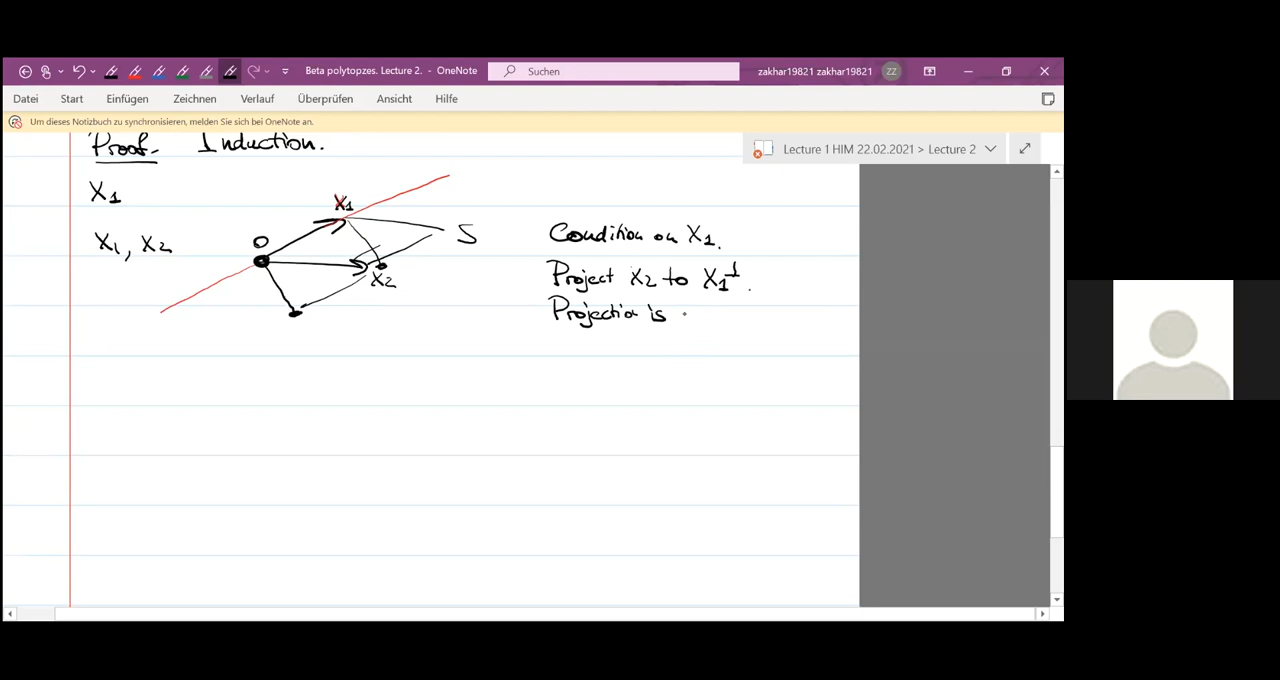 Beta polytopzes. Lecture 2. - OneNote
Suchen
zakhar19821 zakhar19821
ZZ
Datei Start Einfügen Zeichnen Verlauf Überprüfen Ansicht Hilfe
Um dieses Notizbuch zu synchronisieren, melden Sie sich bei OneNote an.
Lecture 1 HIM 22.02.2021 > Lecture 2
Proof. Induction.
X1
X1, X2
O
X1
S
X2
Condition on X1.
Project X2 to X1⊥.
Projection is